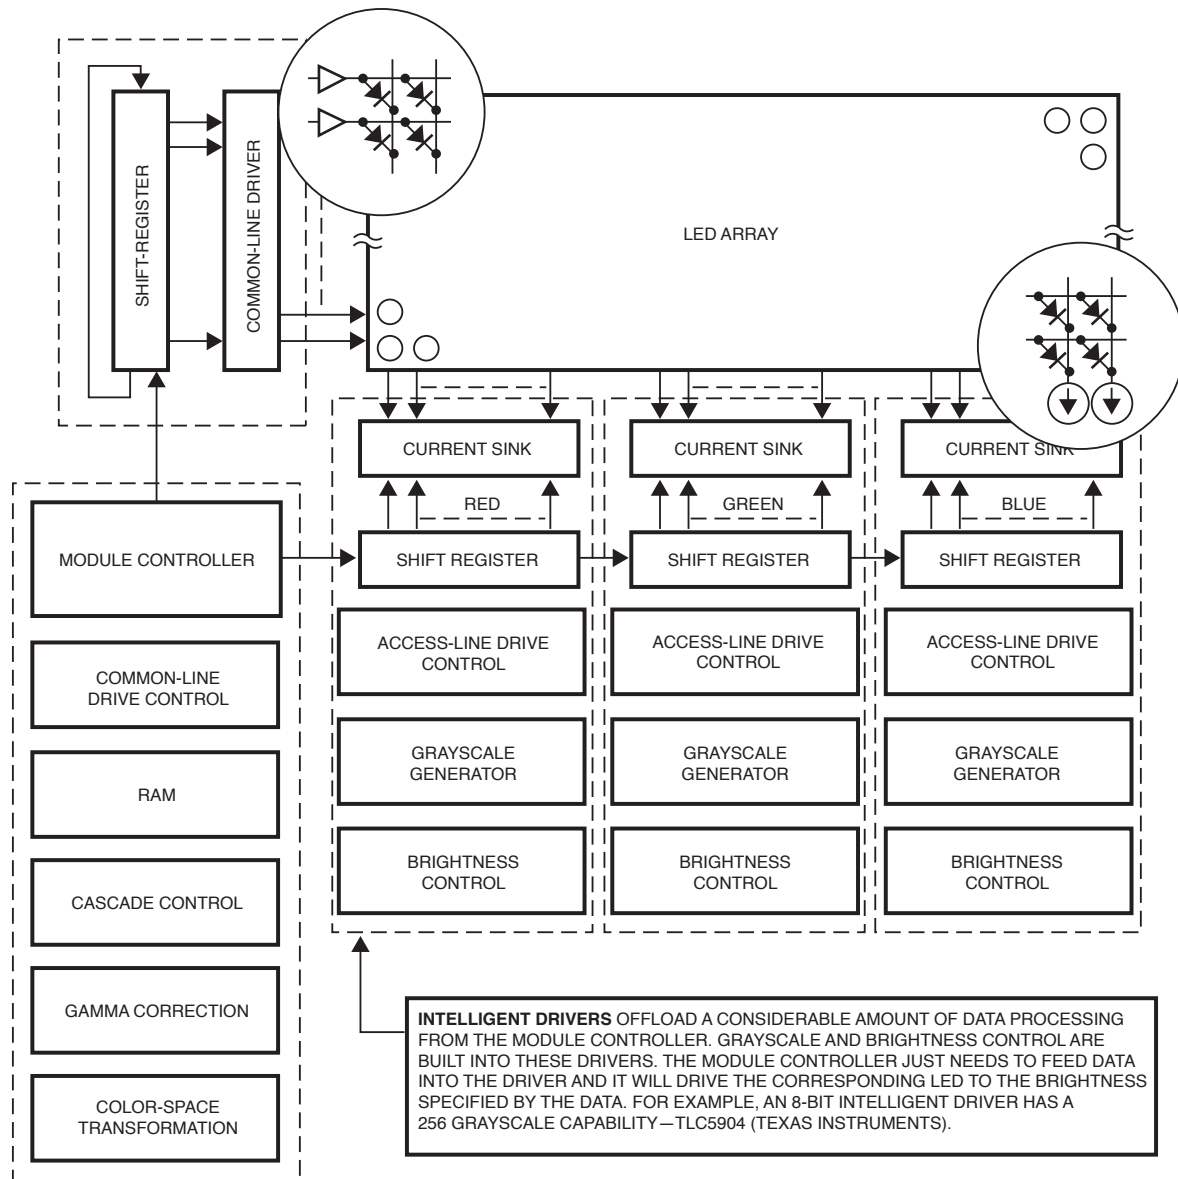 SHIFT-REGISTER
COMMON-LINE DRIVER
LED ARRAY
CURRENT SINK
CURRENT SINK
CURRENT SINK
RED
GREEN
BLUE
MODULE CONTROLLER
SHIFT REGISTER
SHIFT REGISTER
SHIFT REGISTER
COMMON-LINE
DRIVE CONTROL
RAM
CASCADE CONTROL
GAMMA CORRECTION
COLOR-SPACE
TRANSFORMATION
ACCESS-LINE DRIVE
CONTROL
GRAYSCALE
GENERATOR
BRIGHTNESS
CONTROL
ACCESS-LINE DRIVE
CONTROL
GRAYSCALE
GENERATOR
BRIGHTNESS
CONTROL
ACCESS-LINE DRIVE
CONTROL
GRAYSCALE
GENERATOR
BRIGHTNESS
CONTROL
INTELLIGENT DRIVERS OFFLOAD A CONSIDERABLE AMOUNT OF DATA PROCESSING
FROM THE MODULE CONTROLLER. GRAYSCALE AND BRIGHTNESS CONTROL ARE
BUILT INTO THESE DRIVERS. THE MODULE CONTROLLER JUST NEEDS TO FEED DATA
INTO THE DRIVER AND IT WILL DRIVE THE CORRESPONDING LED TO THE BRIGHTNESS
SPECIFIED BY THE DATA. FOR EXAMPLE, AN 8-BIT INTELLIGENT DRIVER HAS A
256 GRAYSCALE CAPABILITY—TLC5904 (TEXAS INSTRUMENTS).